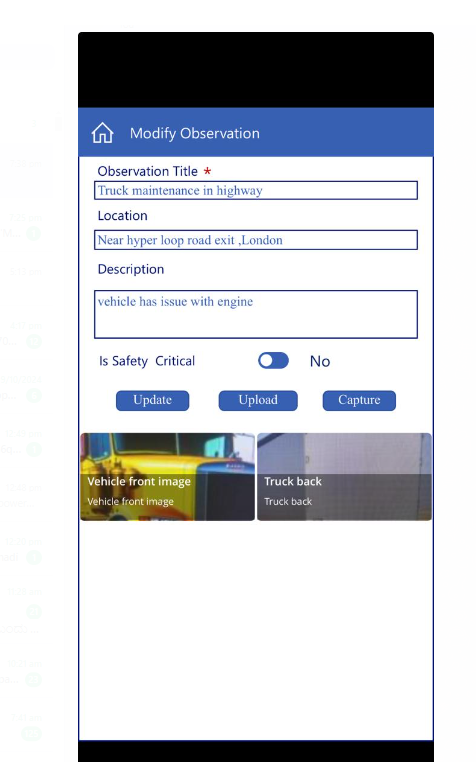 Modify Observation
Observation Title *
Truck maintenance in highway
Location
Near hyper loop road exit ,London
Description
vehicle has issue with engine
Is Safety Critical No
Update Upload Capture
Vehicle front image Truck back
Vehicle front image Truck back